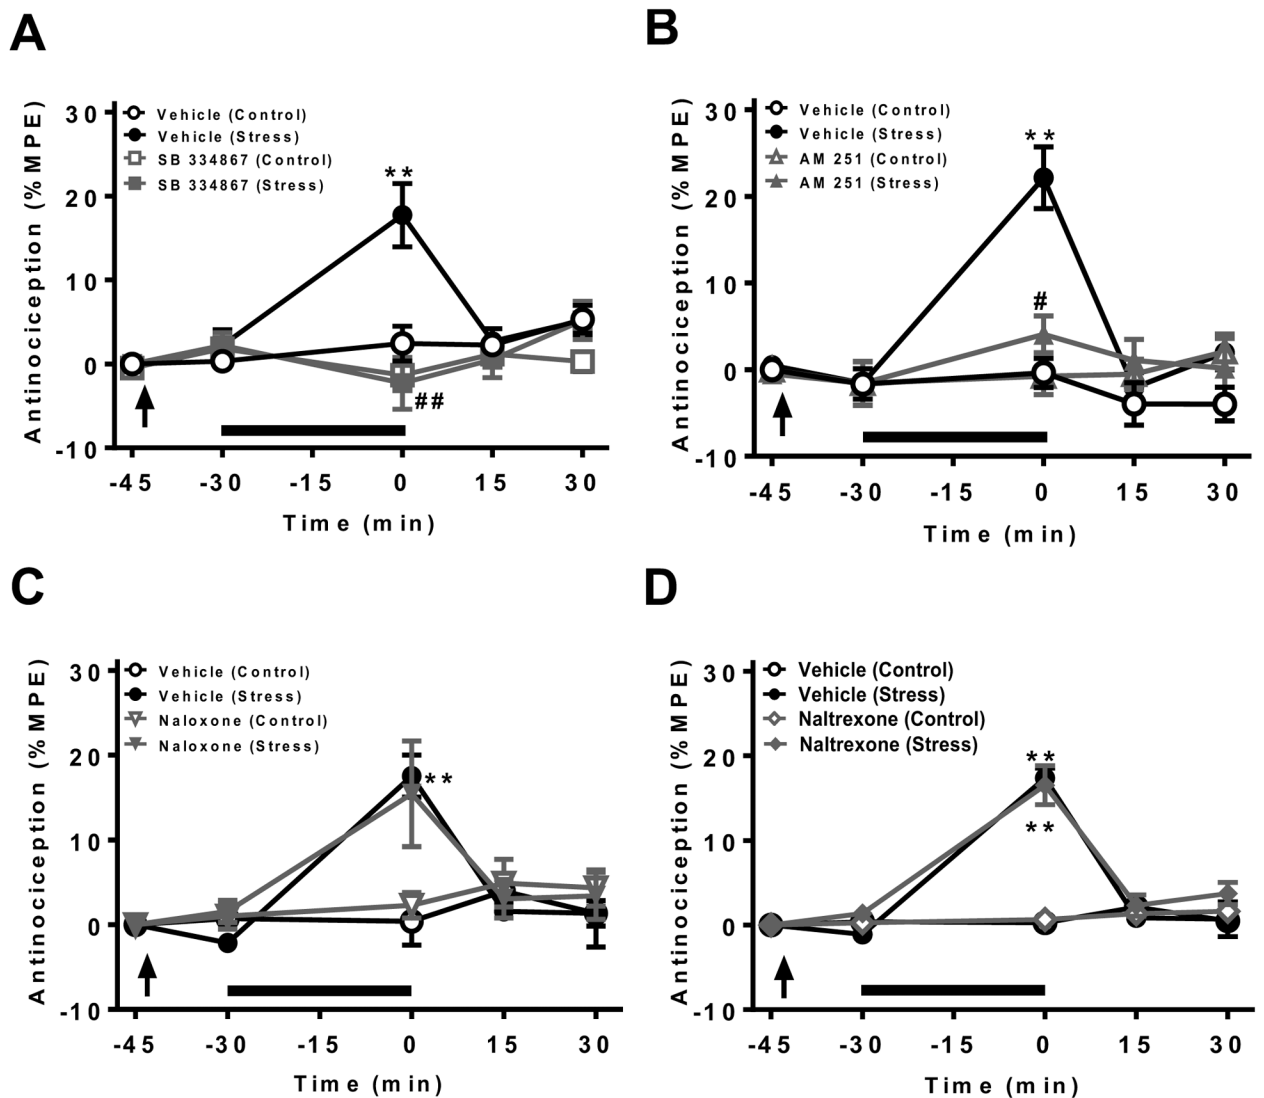 A
Antinociception (%MPE)
30
20
10
0
-10
Vehicle (Control)
Vehicle (Stress)
SB 334867 (Control)
SB 334867 (Stress)
**
##
-45 -30 -15 0 15 30
Time (min)
B
Antinociception (%MPE)
30
20
10
0
-10
Vehicle (Control)
Vehicle (Stress)
AM 251 (Control)
AM 251 (Stress)
**
#
-45 -30 -15 0 15 30
Time (min)
C
Antinociception (%MPE)
30
20
10
0
-10
Vehicle (Control)
Vehicle (Stress)
Naloxone (Control)
Naloxone (Stress)
**
-45 -30 -15 0 15 30
Time (min)
D
Antinociception (%MPE)
30
20
10
0
-10
Vehicle (Control)
Vehicle (Stress)
Naltrexone (Control)
Naltrexone (Stress)
**
**
-45 -30 -15 0 15 30
Time (min)